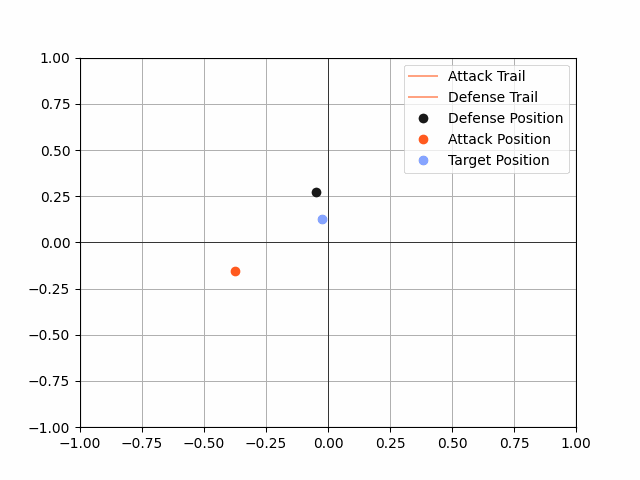 Attack Trail
Defense Trail
Defense Position
Attack Position
Target Position
1.00
0.75
0.50
0.25
0.00
−0.25
−0.50
−0.75
−1.00
−1.00 −0.75 −0.50 −0.25 0.00 0.25 0.50 0.75 1.00